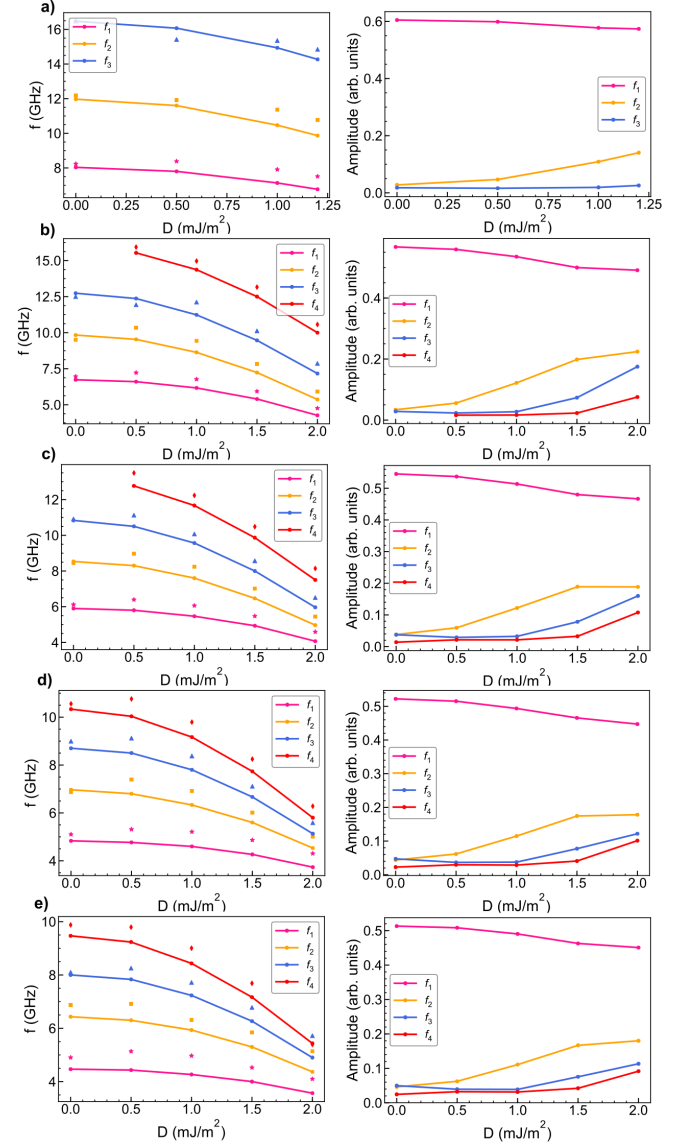 a)
16
14
12
10
8
f (GHz)
f₁
f₂
f₃
0.00
0.25
0.50
0.75
1.00
1.25
D (mJ/m²)
0.6
0.4
0.2
0.0
Amplitude (arb. units)
f₁
f₂
f₃
0.00
0.25
0.50
0.75
1.00
1.25
D (mJ/m²)
b)
15.0
12.5
10.0
7.5
5.0
f (GHz)
f₁
f₂
f₃
f₄
0.0
0.5
1.0
1.5
2.0
D (mJ/m²)
0.4
0.2
0.0
Amplitude (arb. units)
f₁
f₂
f₃
f₄
0.0
0.5
1.0
1.5
2.0
D (mJ/m²)
c)
12
10
8
6
4
f (GHz)
f₁
f₂
f₃
f₄
0.0
0.5
1.0
1.5
2.0
D (mJ/m²)
0.5
0.4
0.3
0.2
0.1
0.0
Amplitude (arb. units)
f₁
f₂
f₃
f₄
0.0
0.5
1.0
1.5
2.0
D (mJ/m²)
d)
10
8
6
4
f (GHz)
f₁
f₂
f₃
f₄
0.0
0.5
1.0
1.5
2.0
D (mJ/m²)
0.5
0.4
0.3
0.2
0.1
0.0
Amplitude (arb. units)
f₁
f₂
f₃
f₄
0.0
0.5
1.0
1.5
2.0
D (mJ/m²)
e)
10
8
6
4
f (GHz)
f₁
f₂
f₃
f₄
0.0
0.5
1.0
1.5
2.0
D (mJ/m²)
0.5
0.4
0.3
0.2
0.1
0.0
Amplitude (arb. units)
f₁
f₂
f₃
f₄
0.0
0.5
1.0
1.5
2.0
D (mJ/m²)